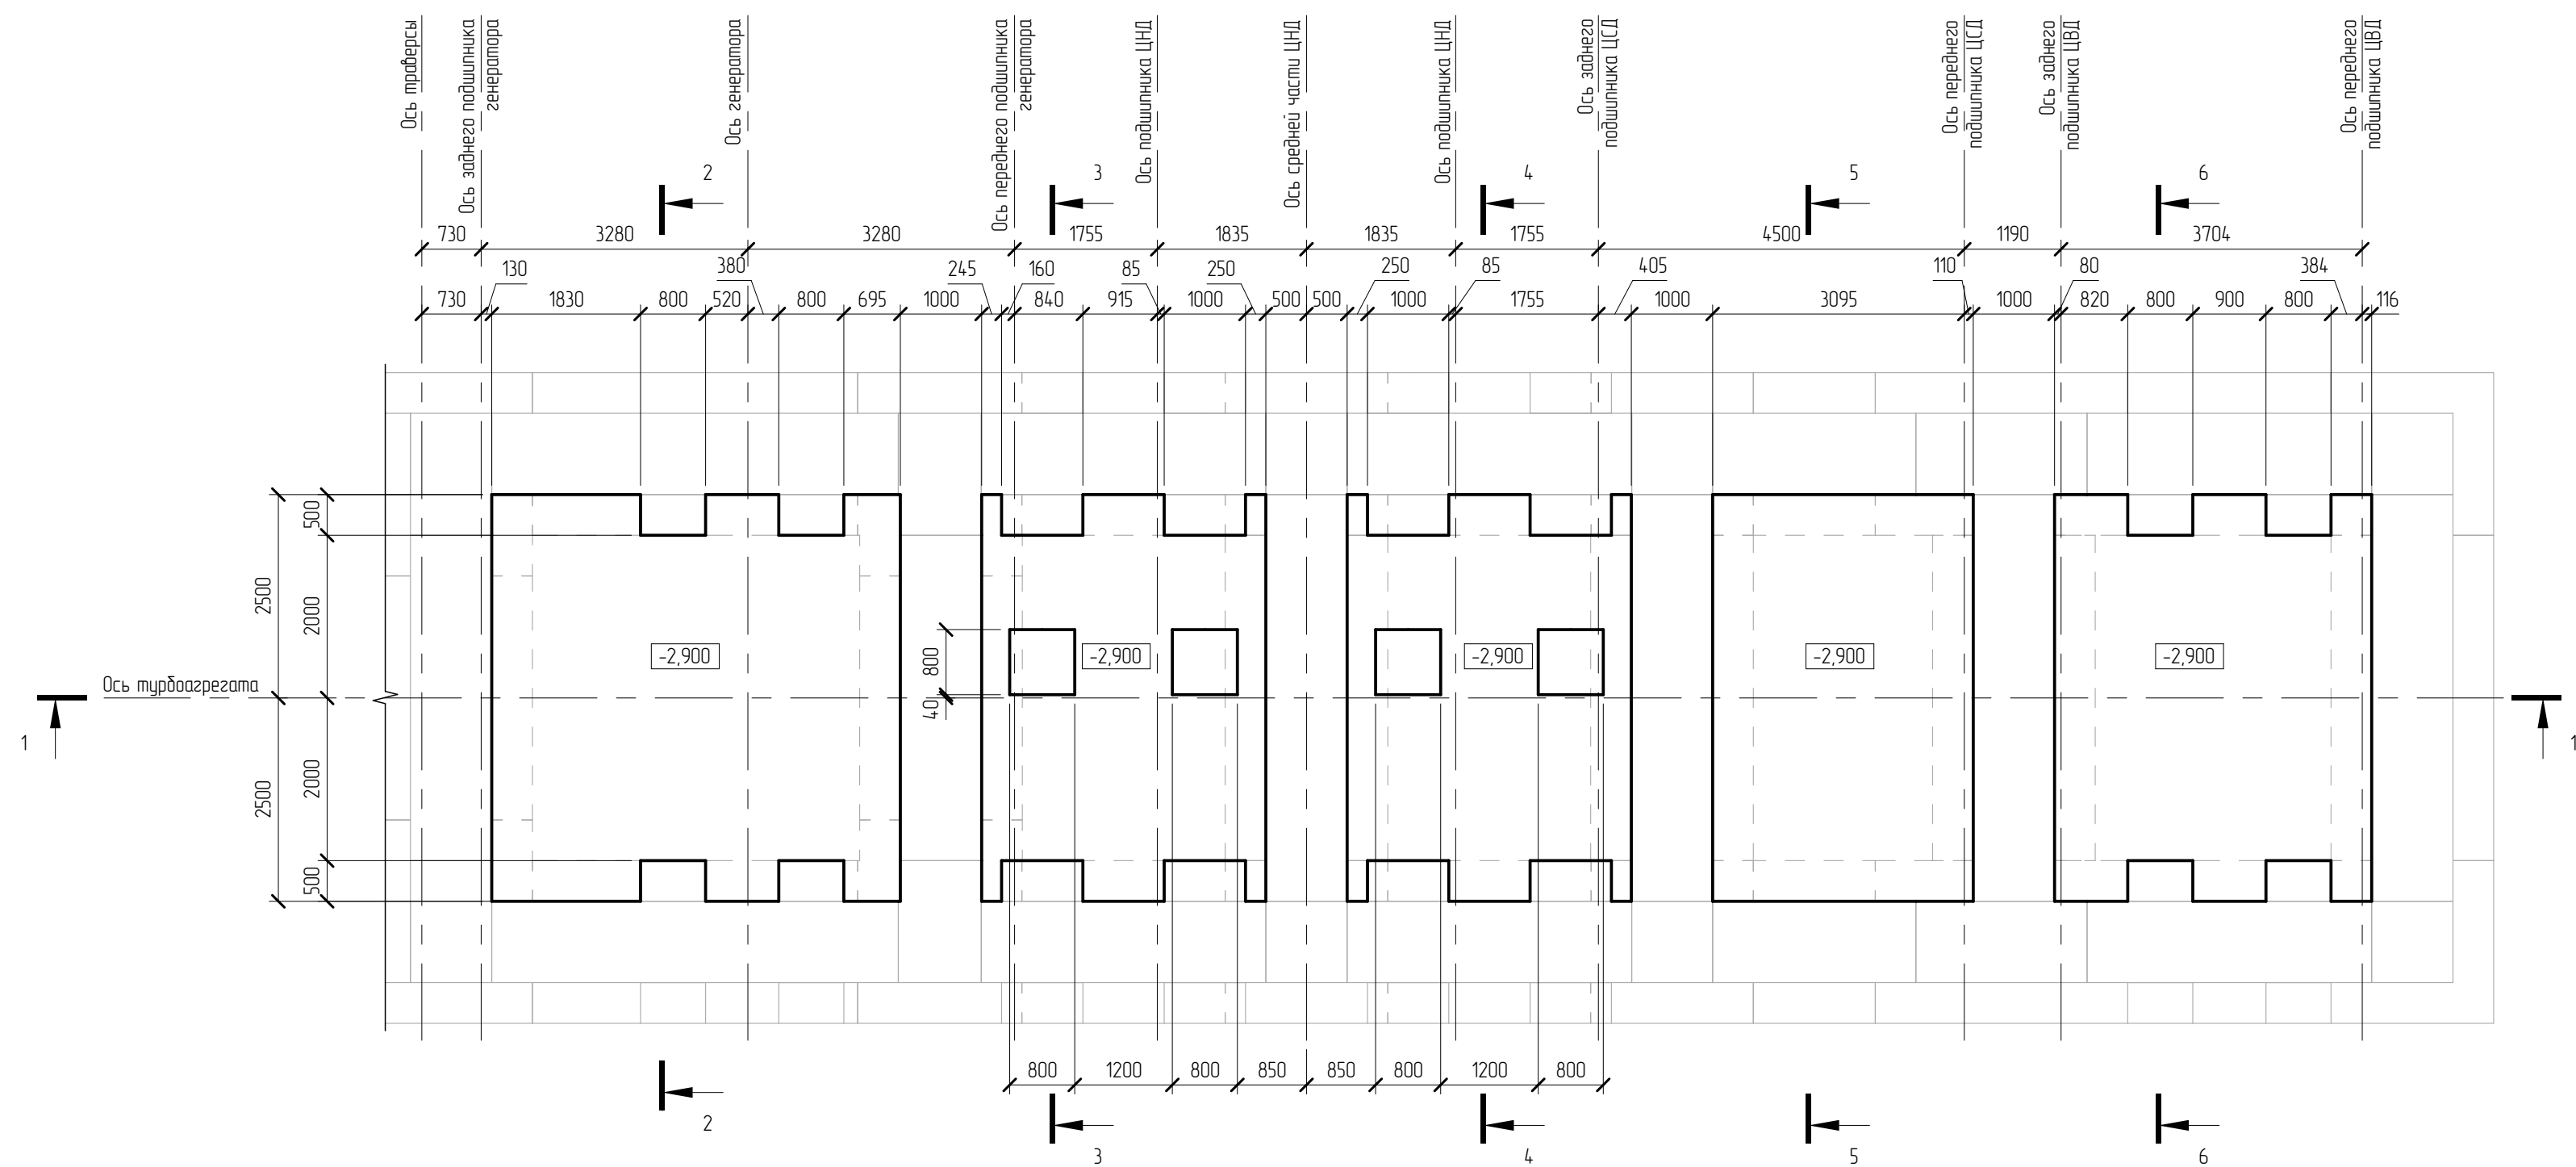 Ось траверсы
Ось заднего подшипника
генератора
Ось генератора
Ось переднего подшипника
генератора
Ось подшипника ЦНД
Ось средней части ЦНД
Ось подшипника ЦНД
Ось заднего
подшипника ЦСД
Ось переднего
подшипника ЦСД
Ось заднего
подшипника ЦВД
Ось переднего
подшипника ЦВД
2 3 4 5 6
730 3280 3280 1755 1835 1835 1755 4500 1190 3704
130 380 245 160 85 250 250 85 405 110 80 384
730 1830 800 520 800 695 1000 840 915 1000 500 500 1000 1755 1000 3095 1000 820 800 900 800 116
500
2500
2000
800
-2,900 -2,900 -2,900 -2,900 -2,900
Ось турбоагрегата
40
1 1
2000
2500
500
800 1200 800 850 850 800 1200 800
2 3 4 5 6